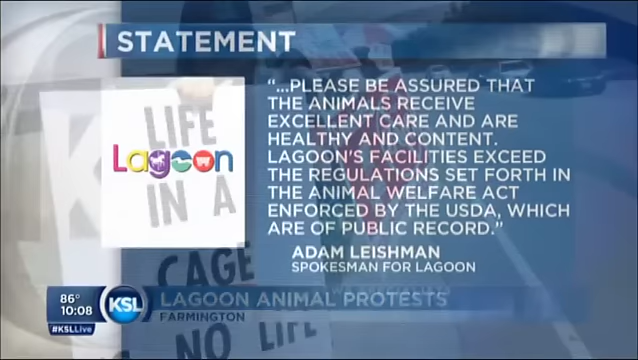 STATEMENT
"...PLEASE BE ASSURED THAT
THE ANIMALS RECEIVE
EXCELLENT CARE AND ARE
HEALTHY AND CONTENT.
LAGOON'S FACILITIES EXCEED
THE REGULATIONS SET FORTH IN
THE ANIMAL WELFARE ACT
ENFORCED BY THE USDA, WHICH
ARE OF PUBLIC RECORD."
ADAM LEISHMAN
SPOKESMAN FOR LAGOON
LIFE
Lagoon
IN A
CAGE
NO LIFE
86°
10:08
#KSLLive
KSL
LAGOON ANIMAL PROTESTS
FARMINGTON